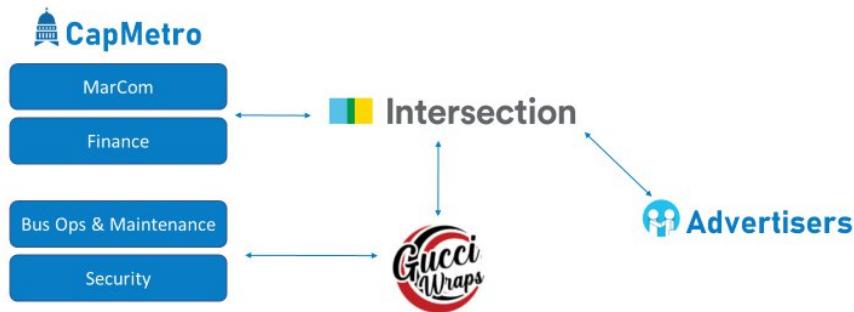 CapMetro
MarCom
Finance
Intersection
Bus Ops & Maintenance
Security
Gucci
Wraps
Advertisers